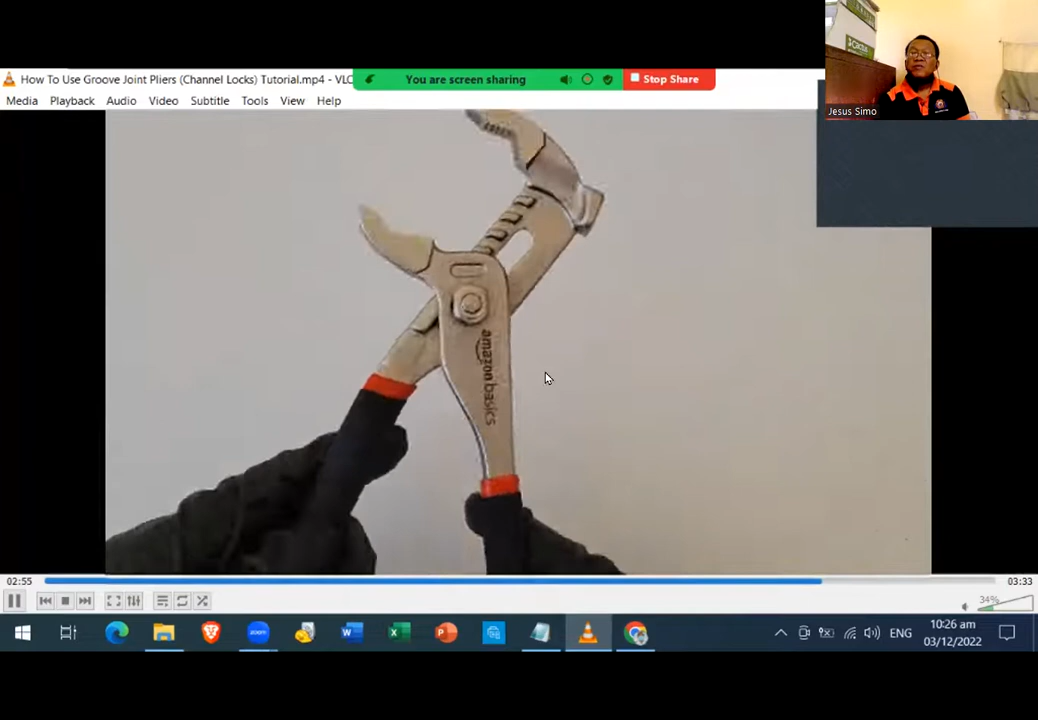 How To Use Groove Joint Pliers (Channel Locks) Tutorial.mp4 - VLC
You are screen sharing
Stop Share
Jesus Simo
Media Playback Audio Video Subtitle Tools View Help
amazon basics
02:55
03:33
34%
ENG
10:26 am
03/12/2022